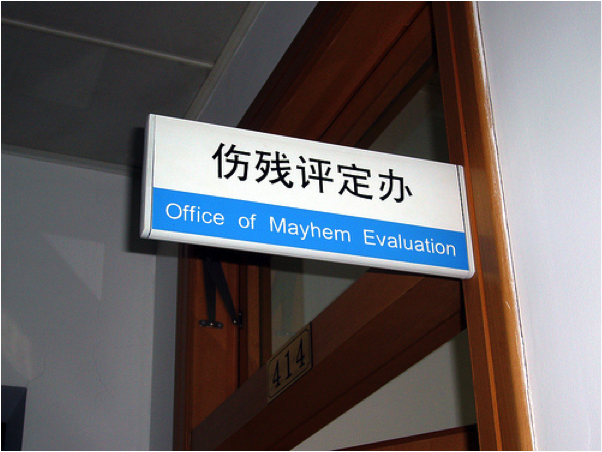 伤残评定办
Office of Mayhem Evaluation
414